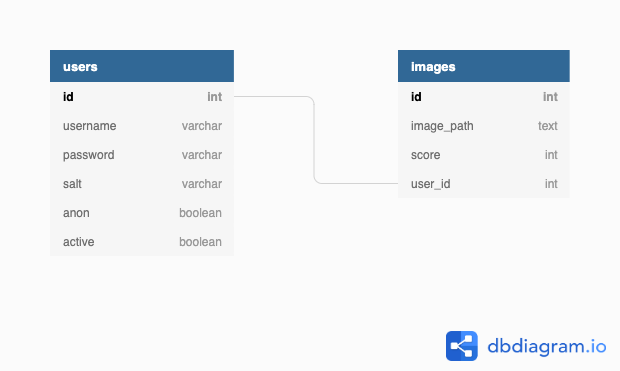 users
id int
username varchar
password varchar
salt varchar
anon boolean
active boolean
images
id int
image_path text
score int
user_id int
dbdiagram.io